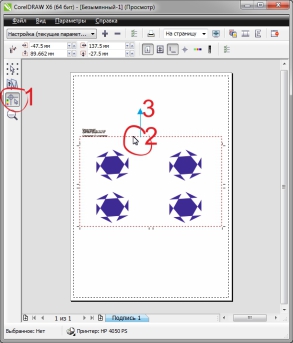 CorelDRAW X6 (64 бит) - [Безымянный-1] (Просмотр)
Файл Вид Параметры Справка
Настройка (текущие парамет... На страницу
-47.5 мм 137.5 мм
89.662 мм -27.5 мм
1
3
2
1 из 1 Подпись 1
Выбранное: Нет Принтер: HP 4050 PS